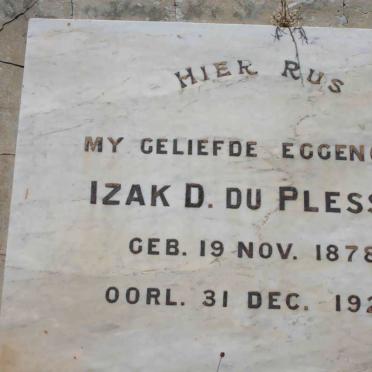 HIER RUS
MY GELIEFDE EGGENO
IZAK D. DU PLESS
GEB. 19 NOV. 1878
OORL. 31 DEC. 192